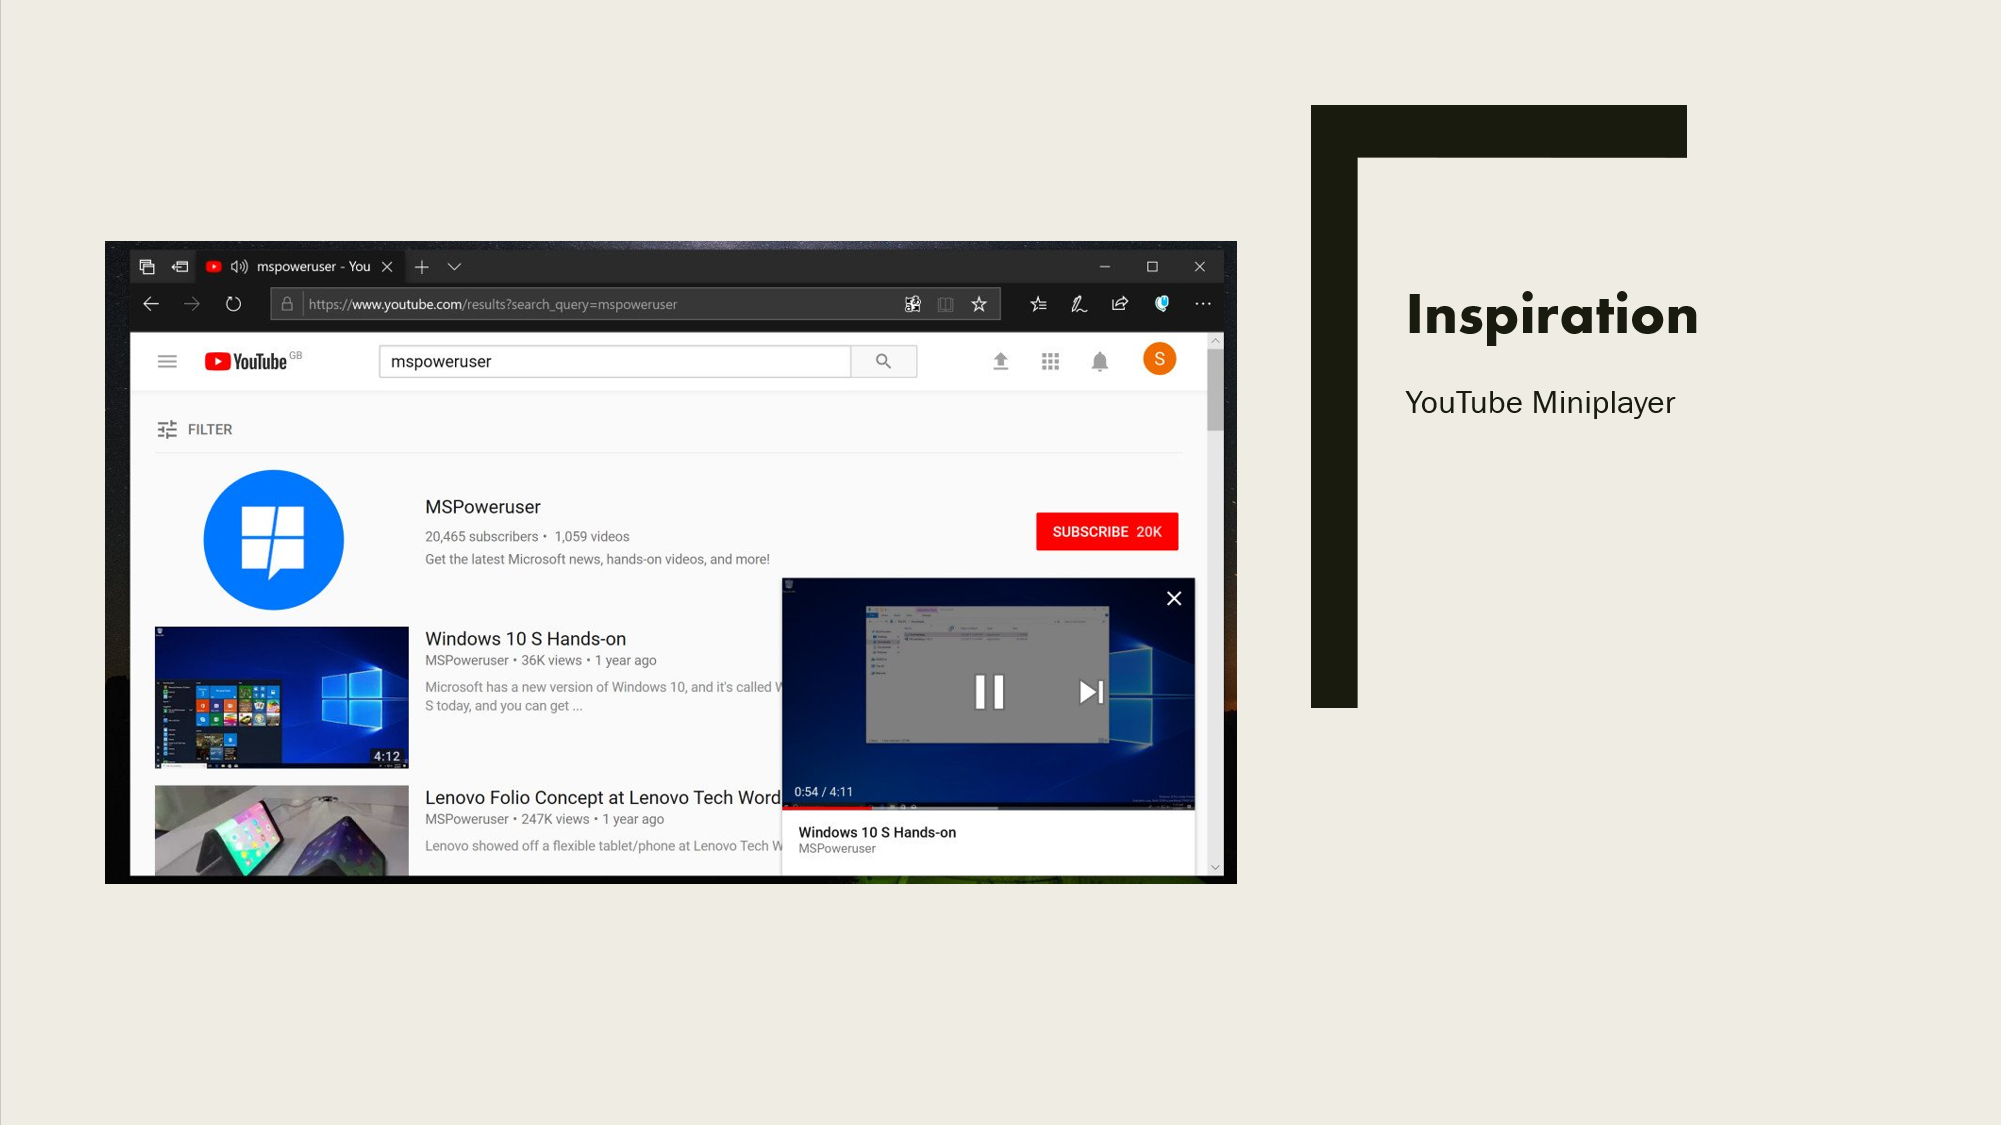 mspoweruser - You
https://www.youtube.com/results?search_query=mspoweruser
YouTube GB
mspoweruser
S
FILTER
MSPoweruser
20,465 subscribers • 1,059 videos
Get the latest Microsoft news, hands-on videos, and more!
SUBSCRIBE 20K
Windows 10 S Hands-on
MSPoweruser • 36K views • 1 year ago
Microsoft has a new version of Windows 10, and it's called
S today, and you can get ...
4:12
Lenovo Folio Concept at Lenovo Tech Word
MSPoweruser • 247K views • 1 year ago
Lenovo showed off a flexible tablet/phone at Lenovo Tech
0:54 / 4:11
Windows 10 S Hands-on
MSPoweruser
Inspiration
YouTube Miniplayer